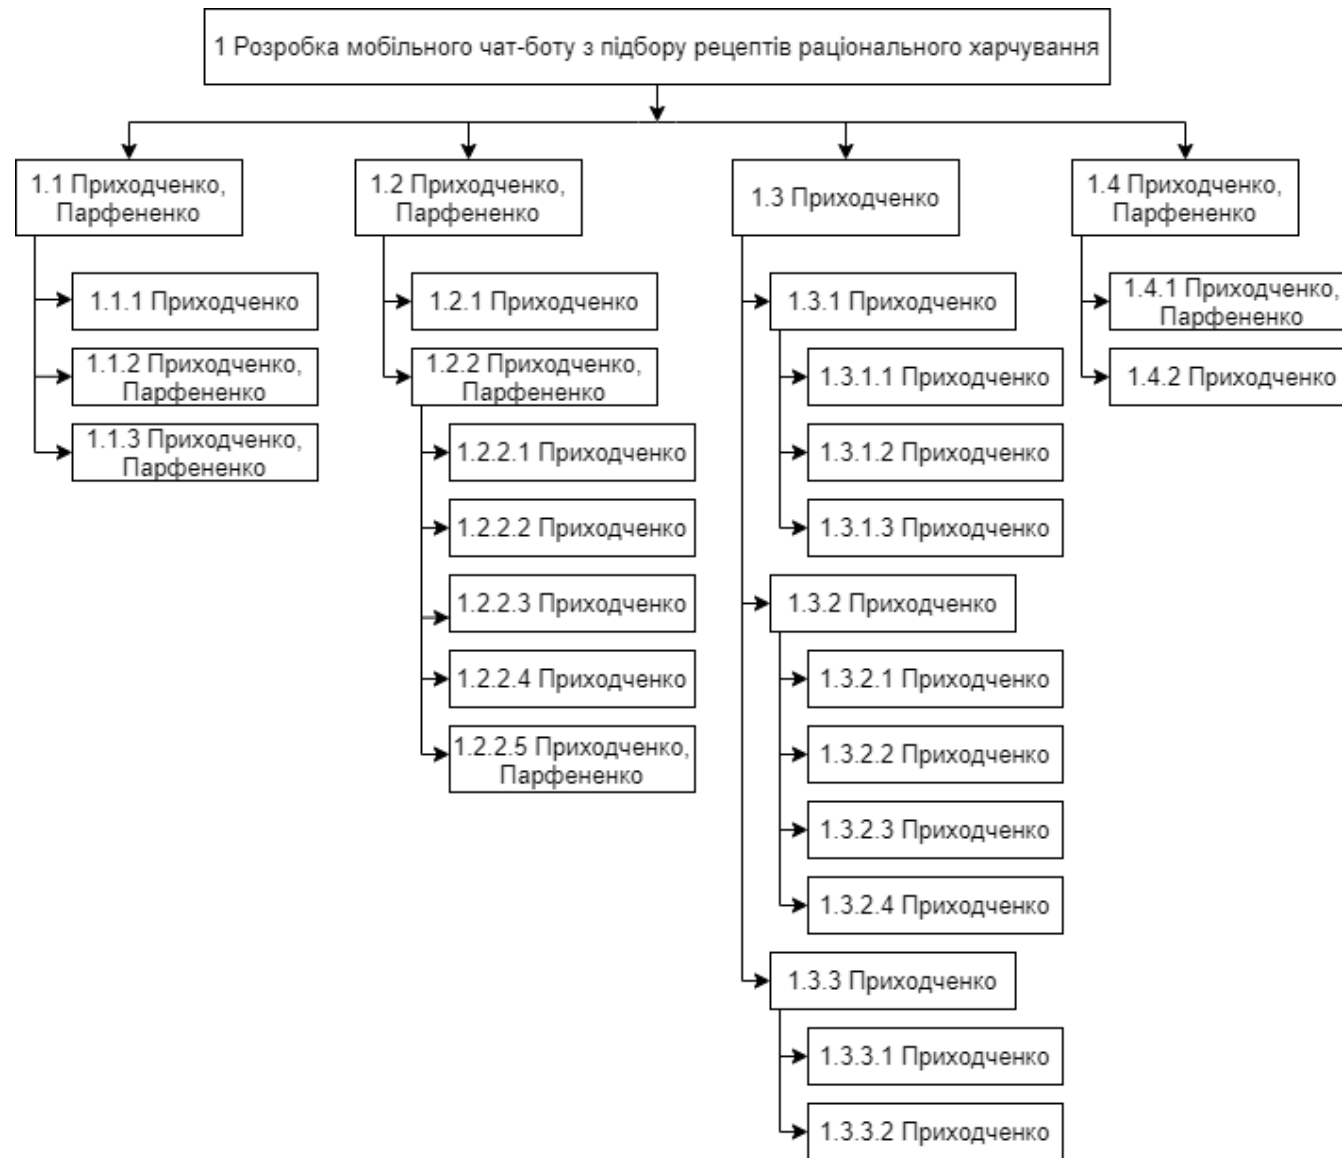 1 Розробка мобільного чат-боту з підбору рецептів раціонального харчування
1.1 Приходченко,
Парфененко
1.1.1 Приходченко
1.1.2 Приходченко,
Парфененко
1.1.3 Приходченко,
Парфененко
1.2 Приходченко,
Парфененко
1.2.1 Приходченко
1.2.2 Приходченко,
Парфененко
1.2.2.1 Приходченко
1.2.2.2 Приходченко
1.2.2.3 Приходченко
1.2.2.4 Приходченко
1.2.2.5 Приходченко,
Парфененко
1.3 Приходченко
1.3.1 Приходченко
1.3.1.1 Приходченко
1.3.1.2 Приходченко
1.3.1.3 Приходченко
1.3.2 Приходченко
1.3.2.1 Приходченко
1.3.2.2 Приходченко
1.3.2.3 Приходченко
1.3.2.4 Приходченко
1.3.3 Приходченко
1.3.3.1 Приходченко
1.3.3.2 Приходченко
1.4 Приходченко,
Парфененко
1.4.1 Приходченко,
Парфененко
1.4.2 Приходченко